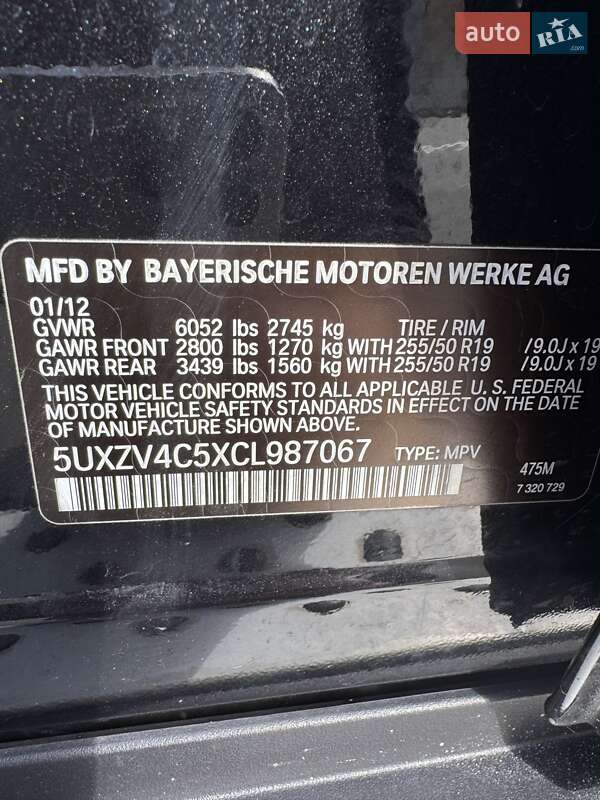 auto RIA .com
MFD BY BAYERISCHE MOTOREN WERKE AG
01/12
GVWR 6052 lbs 2745 kg TIRE / RIM
GAWR FRONT 2800 lbs 1270 kg WITH 255/50 R19 /9.0J x 19
GAWR REAR 3439 lbs 1560 kg WITH 255/50 R19 /9.0J x 19
THIS VEHICLE CONFORMS TO ALL APPLICABLE U. S. FEDERAL
MOTOR VEHICLE SAFETY STANDARDS IN EFFECT ON THE DATE
OF MANUFACTURE SHOWN ABOVE.
5UXZV4C5XCL987067 TYPE: MPV
475M
7 320 729